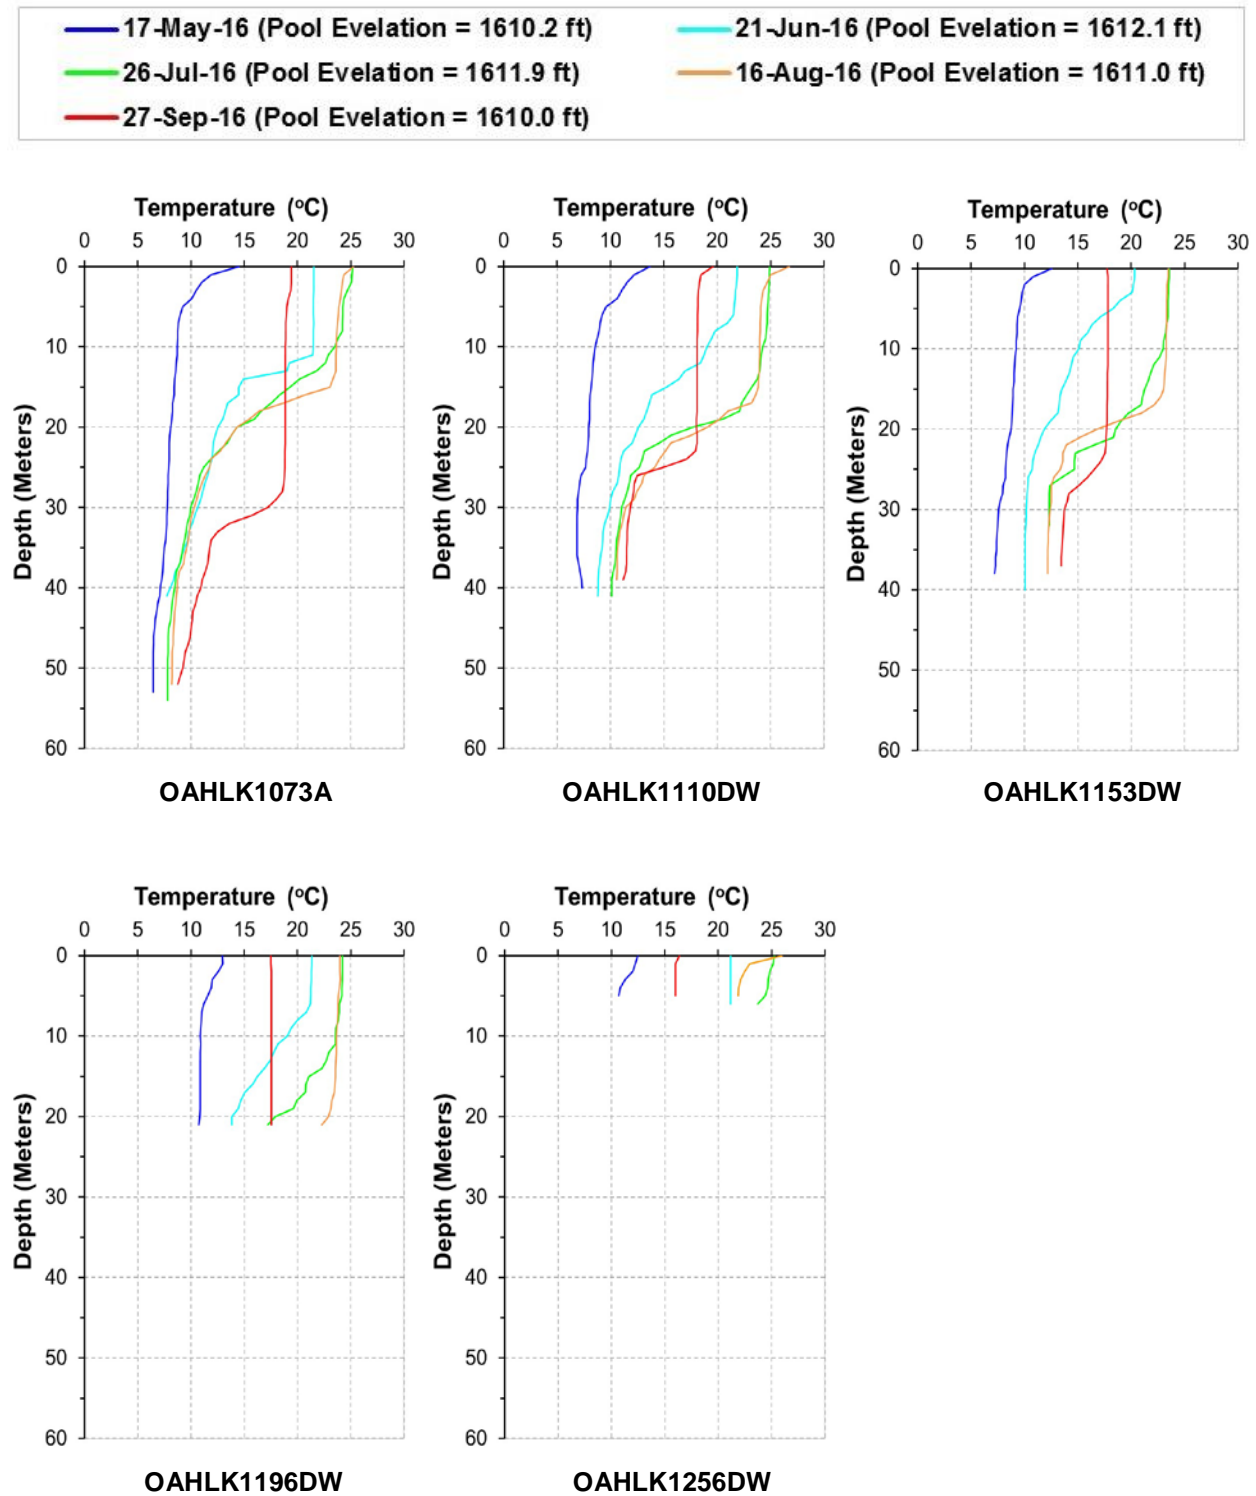 17-May-16 (Pool Evelation = 1610.2 ft) 21-Jun-16 (Pool Evelation = 1612.1 ft)
26-Jul-16 (Pool Evelation = 1611.9 ft) 16-Aug-16 (Pool Evelation = 1611.0 ft)
27-Sep-16 (Pool Evelation = 1610.0 ft)
Temperature (ºC)
0 5 10 15 20 25 30
0
10
20
30
40
50
60
Depth (Meters)
OAHLK1073A
Temperature (ºC)
0 5 10 15 20 25 30
0
10
20
30
40
50
60
Depth (Meters)
OAHLK1110DW
Temperature (ºC)
0 5 10 15 20 25 30
0
10
20
30
40
50
60
Depth (Meters)
OAHLK1153DW
Temperature (ºC)
0 5 10 15 20 25 30
0
10
20
30
40
50
60
Depth (Meters)
OAHLK1196DW
Temperature (ºC)
0 5 10 15 20 25 30
0
10
20
30
40
50
60
Depth (Meters)
OAHLK1256DW